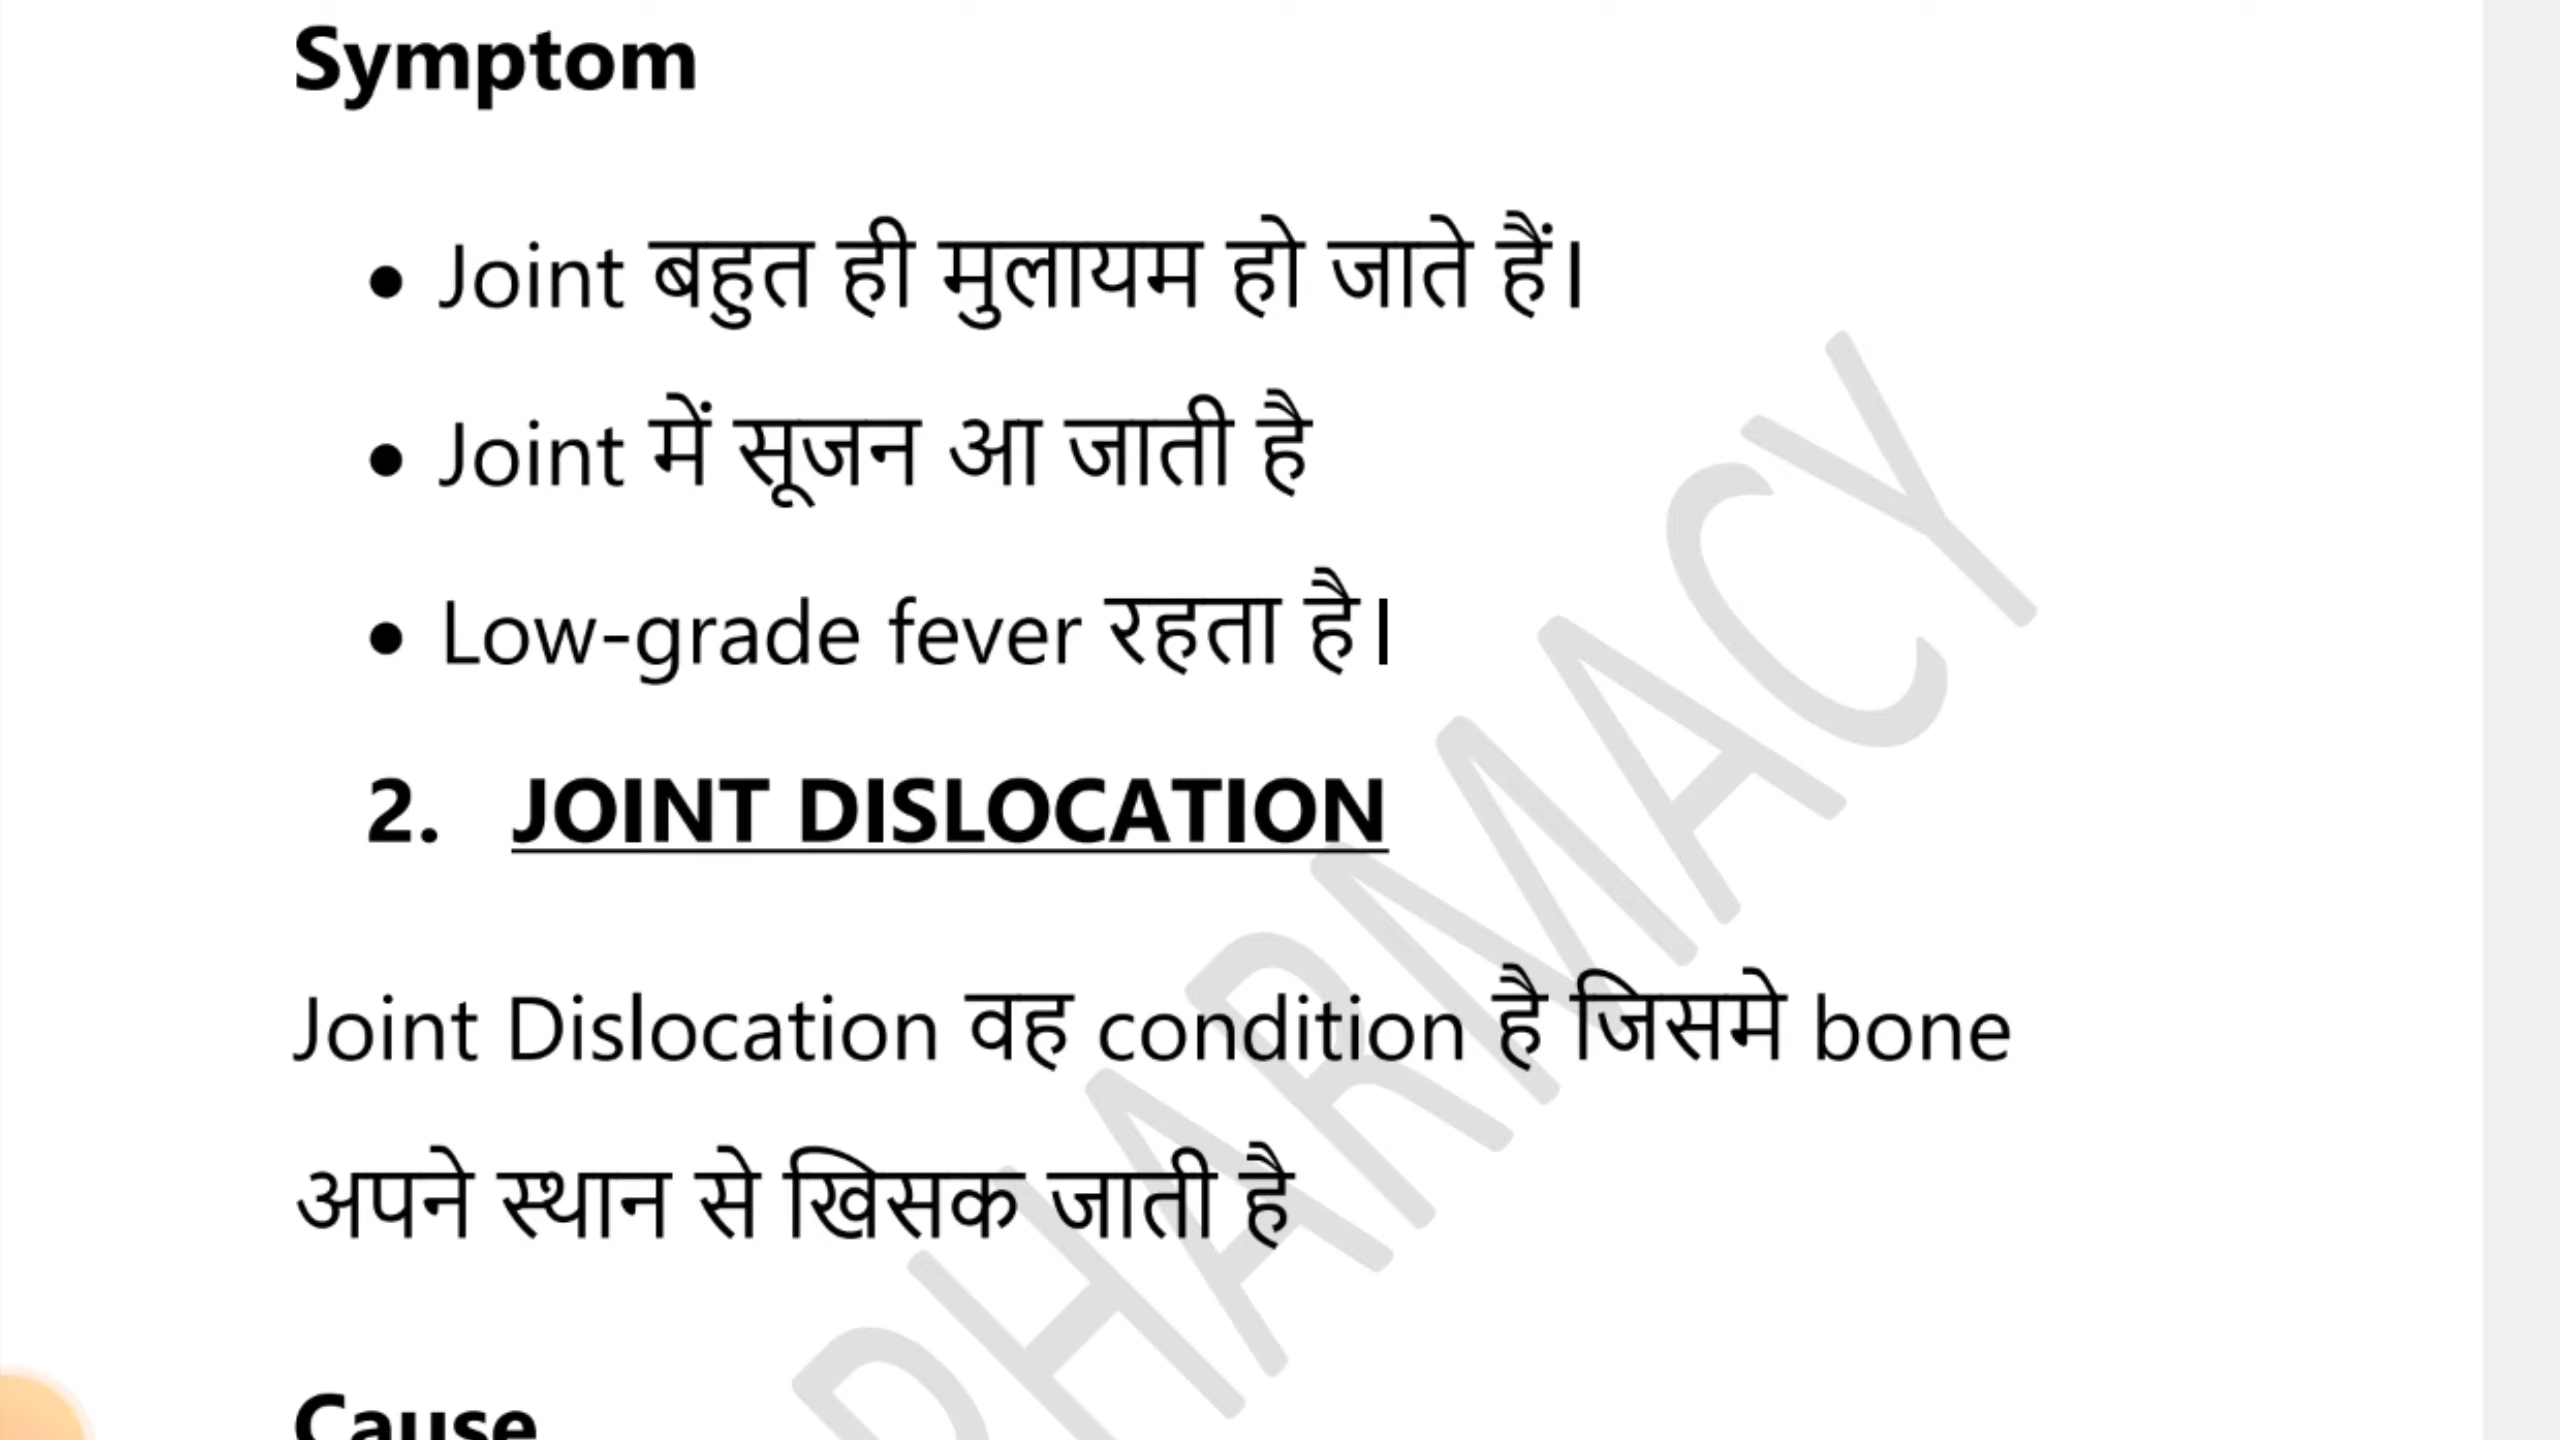 Symptom
• Joint बहुत ही मुलायम हो जाते हैं।
• Joint में सूजन आ जाती है
• Low-grade fever रहता है।
2. JOINT DISLOCATION
Joint Dislocation वह condition है जिसमे bone
अपने स्थान से खिसक जाती है
Cause
PHARMACY